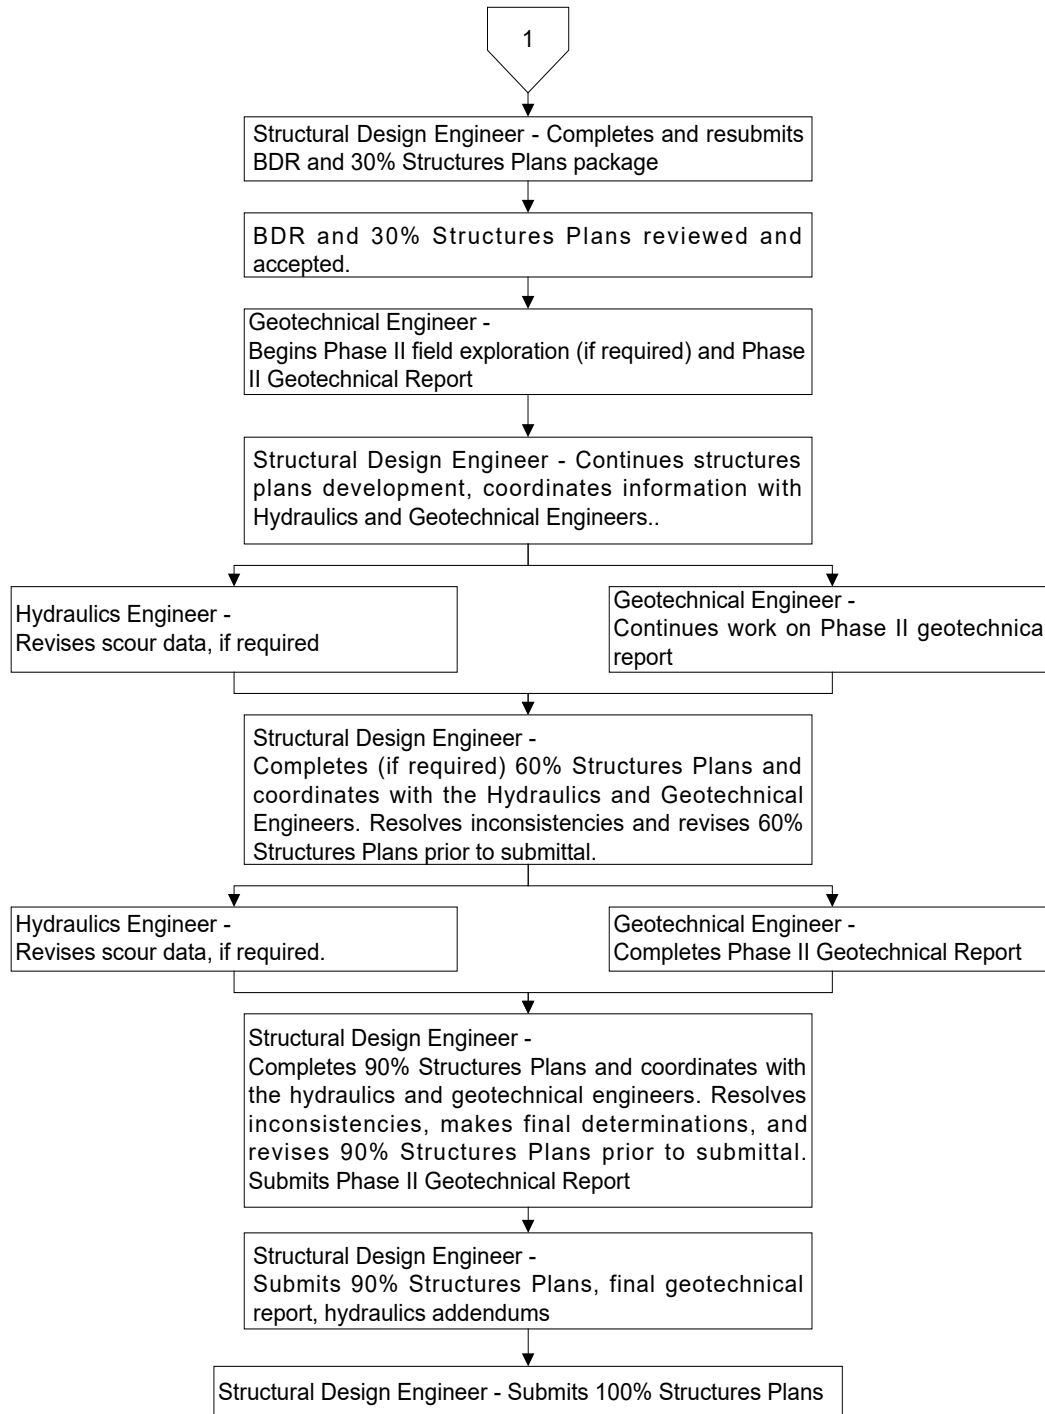 1
Structural Design Engineer - Completes and resubmits
BDR and 30% Structures Plans package
BDR and 30% Structures Plans reviewed and
accepted.
Geotechnical Engineer -
Begins Phase II field exploration (if required) and Phase
II Geotechnical Report
Structural Design Engineer - Continues structures
plans development, coordinates information with
Hydraulics and Geotechnical Engineers..
Hydraulics Engineer -
Revises scour data, if required
Geotechnical Engineer -
Continues work on Phase II geotechnical
report
Structural Design Engineer -
Completes (if required) 60% Structures Plans and
coordinates with the Hydraulics and Geotechnical
Engineers. Resolves inconsistencies and revises 60%
Structures Plans prior to submittal.
Hydraulics Engineer -
Revises scour data, if required.
Geotechnical Engineer -
Completes Phase II Geotechnical Report
Structural Design Engineer -
Completes 90% Structures Plans and coordinates with
the hydraulics and geotechnical engineers. Resolves
inconsistencies, makes final determinations, and
revises 90% Structures Plans prior to submittal.
Submits Phase II Geotechnical Report
Structural Design Engineer -
Submits 90% Structures Plans, final geotechnical
report, hydraulics addendums
Structural Design Engineer - Submits 100% Structures Plans